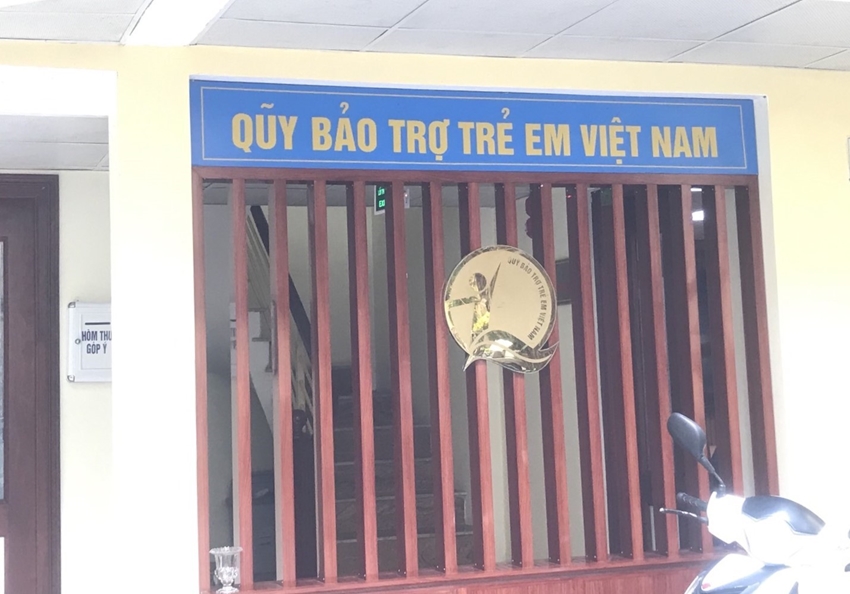 QŨY BẢO TRỢ TRẺ EM VIỆT NAM
QUỸ BẢO TRỢ TRẺ EM VIỆT NAM
HÒM THƯ
GÓP Ý